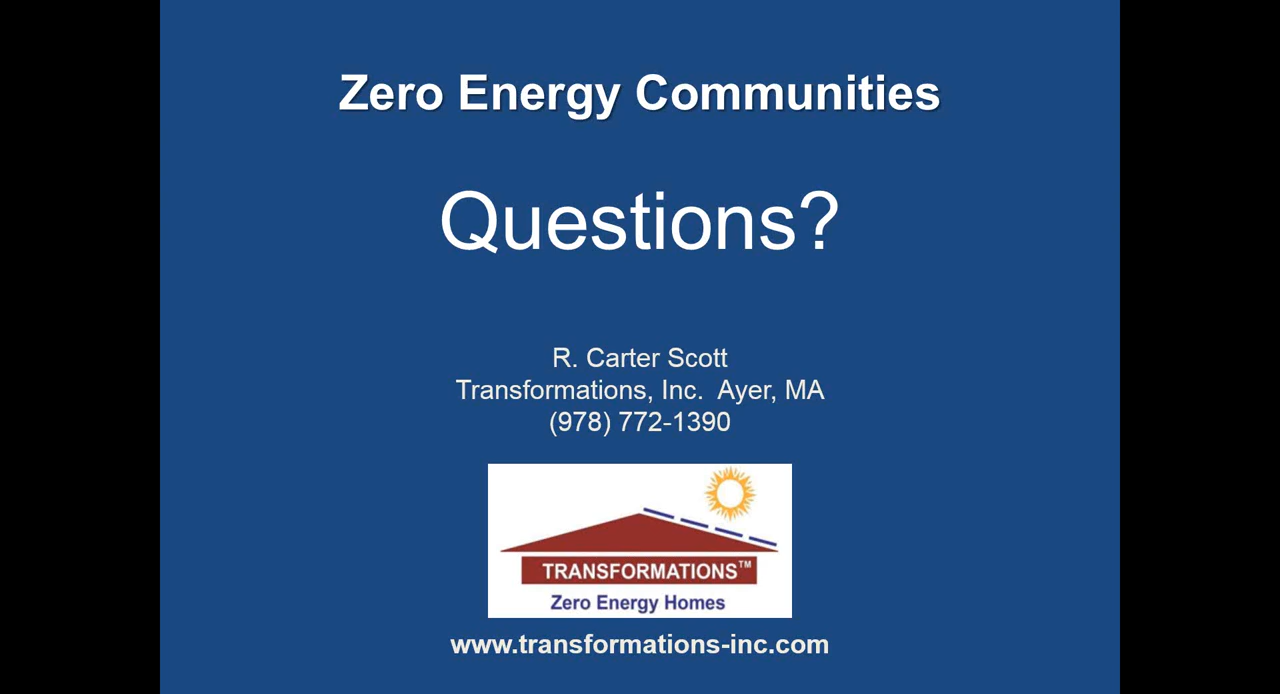 Zero Energy Communities
Questions?
R. Carter Scott
Transformations, Inc.  Ayer, MA
(978) 772-1390
TRANSFORMATIONS™
Zero Energy Homes
www.transformations-inc.com